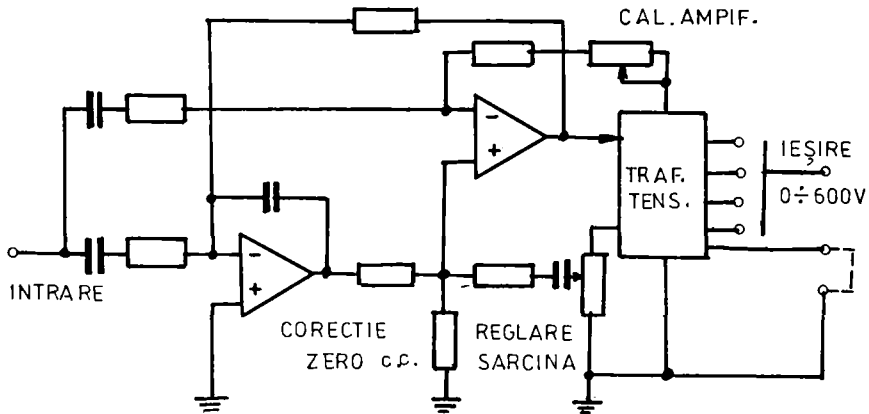 CAL. AMPIF.
IEŞIRE
0÷600V
TRAF.
TENS.
INTRARE
CORECTIE
ZERO c.c.
REGLARE
SARCINA
-
+
-
+